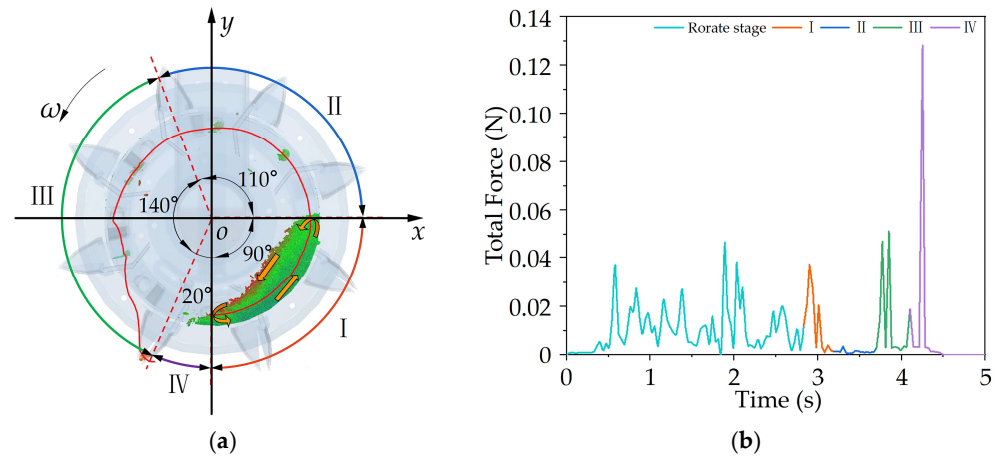 y
ω
II
III
110°
140°
o
x
90°
20°
I
IV
(a)
Rorate stage I II III IV
Total Force (N)
0.14
0.12
0.10
0.08
0.06
0.04
0.02
0
0 1 2 3 4 5
Time (s)
(b)